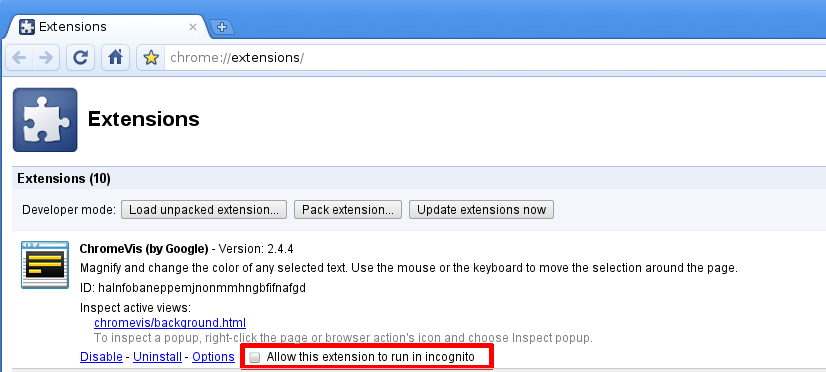 Extensions
chrome://extensions/
Extensions
Extensions (10)
Developer mode: Load unpacked extension... Pack extension... Update extensions now
ChromeVis (by Google) - Version: 2.4.4
Magnify and change the color of any selected text. Use the mouse or the keyboard to move the selection around the page.
ID: halnfobaneppemjnonmmhngbfifnafgd
Inspect active views:
chromevis/background.html
To inspect a popup, right-click the page or browser action's icon and choose Inspect popup.
Disable - Uninstall - Options Allow this extension to run in incognito